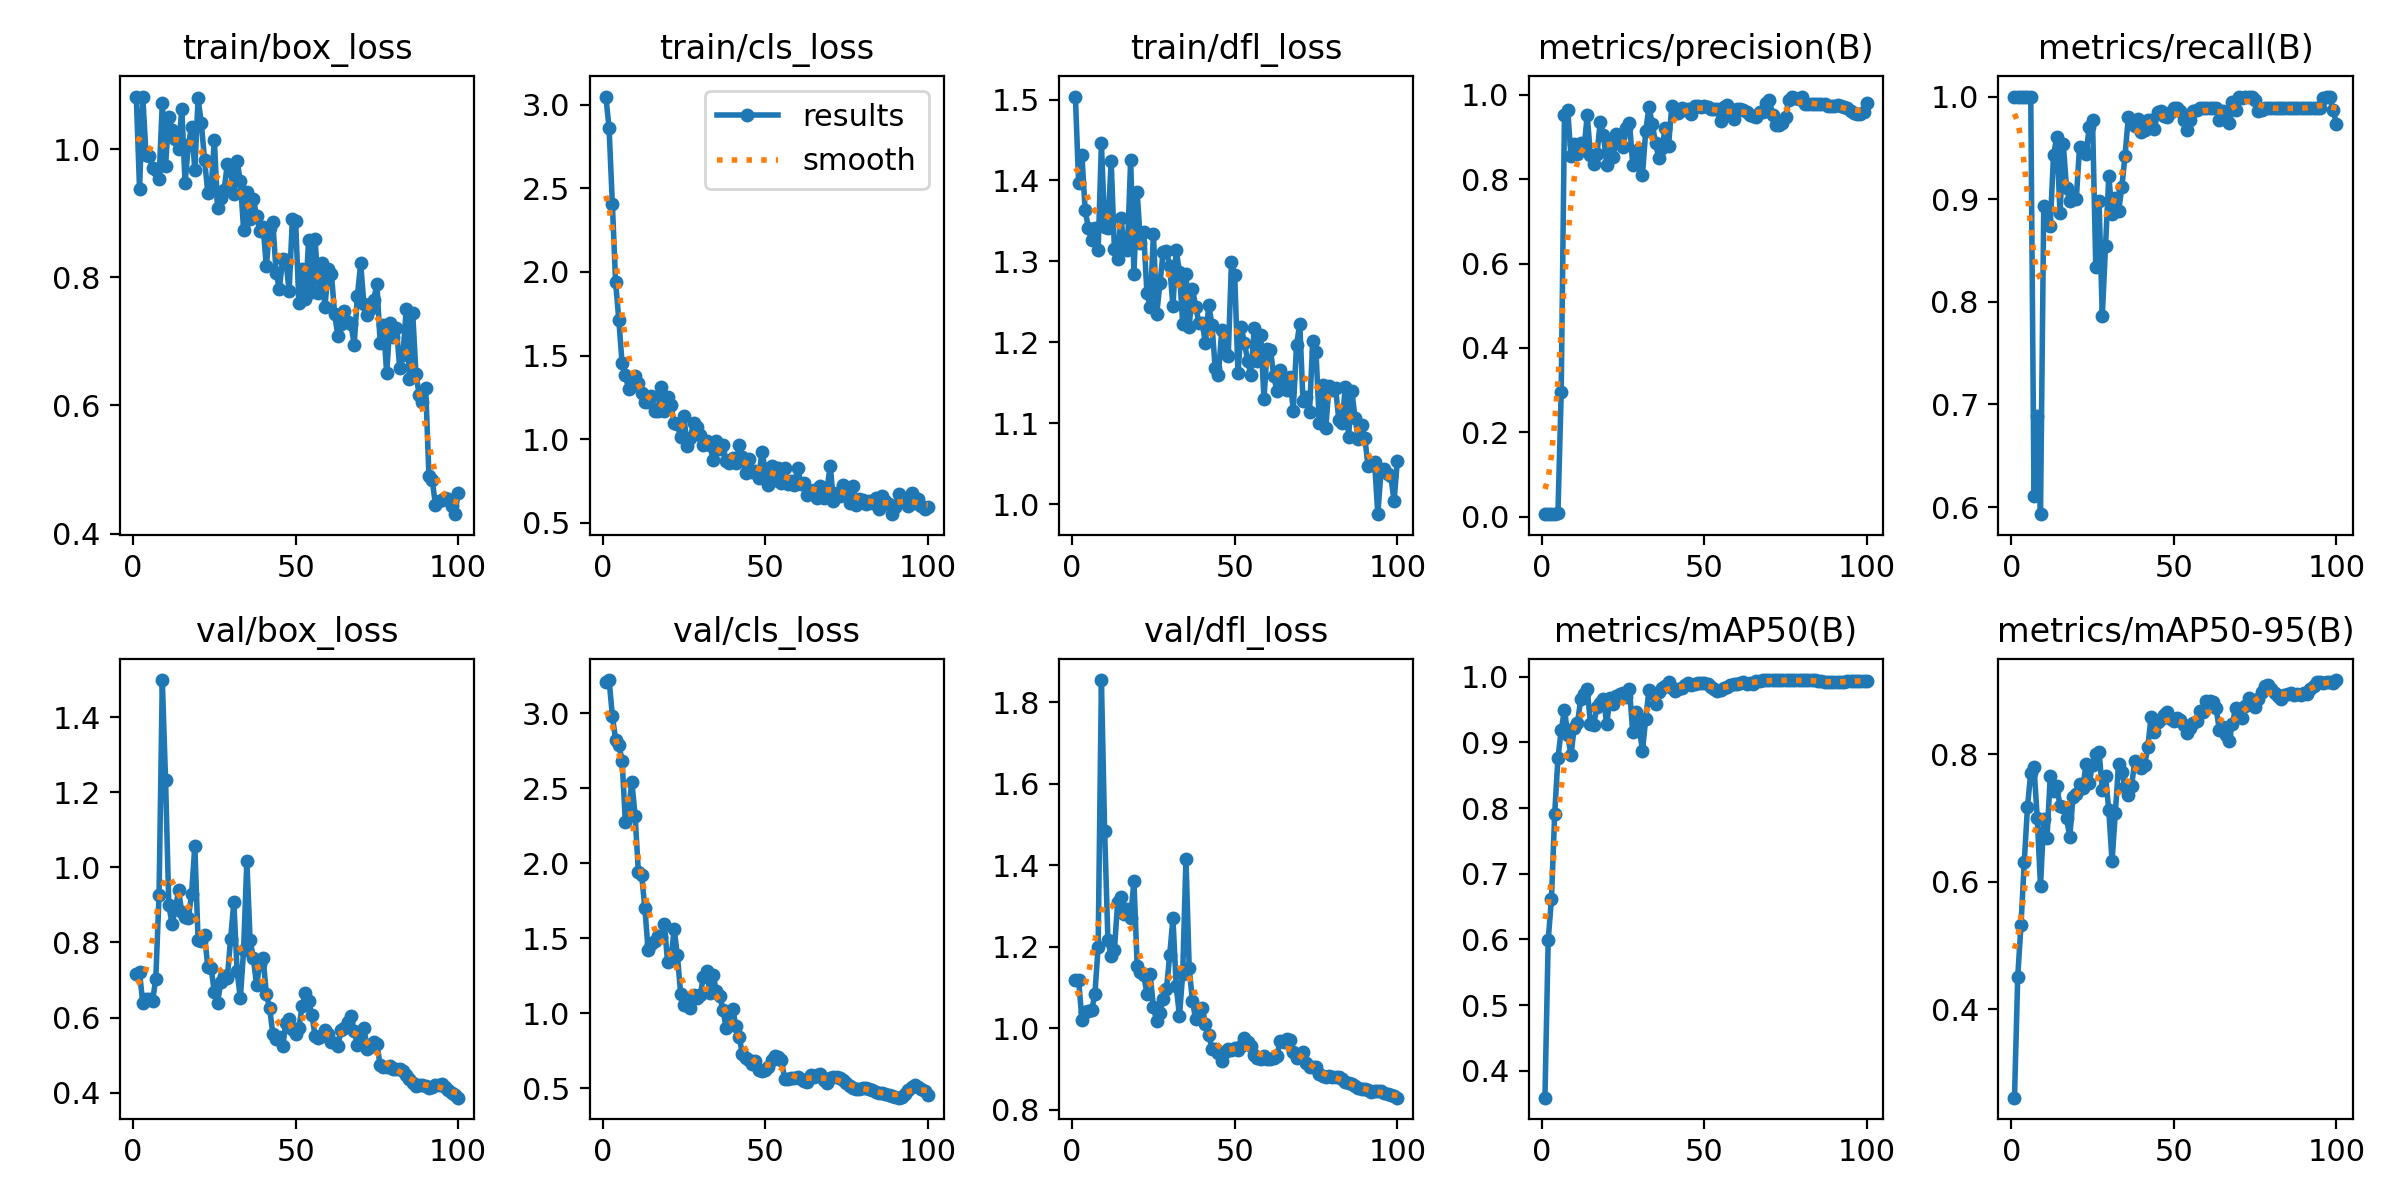 train/box_loss
1.0
0.8
0.6
0.4
0 50 100
train/cls_loss
results
smooth
3.0
2.5
2.0
1.5
1.0
0.5
0 50 100
train/dfl_loss
1.5
1.4
1.3
1.2
1.1
1.0
0 50 100
metrics/precision(B)
1.0
0.8
0.6
0.4
0.2
0.0
0 50 100
metrics/recall(B)
1.0
0.9
0.8
0.7
0.6
0 50 100
val/box_loss
1.4
1.2
1.0
0.8
0.6
0.4
0 50 100
val/cls_loss
3.0
2.5
2.0
1.5
1.0
0.5
0 50 100
val/dfl_loss
1.8
1.6
1.4
1.2
1.0
0.8
0 50 100
metrics/mAP50(B)
1.0
0.9
0.8
0.7
0.6
0.5
0.4
0 50 100
metrics/mAP50-95(B)
0.8
0.6
0.4
0 50 100